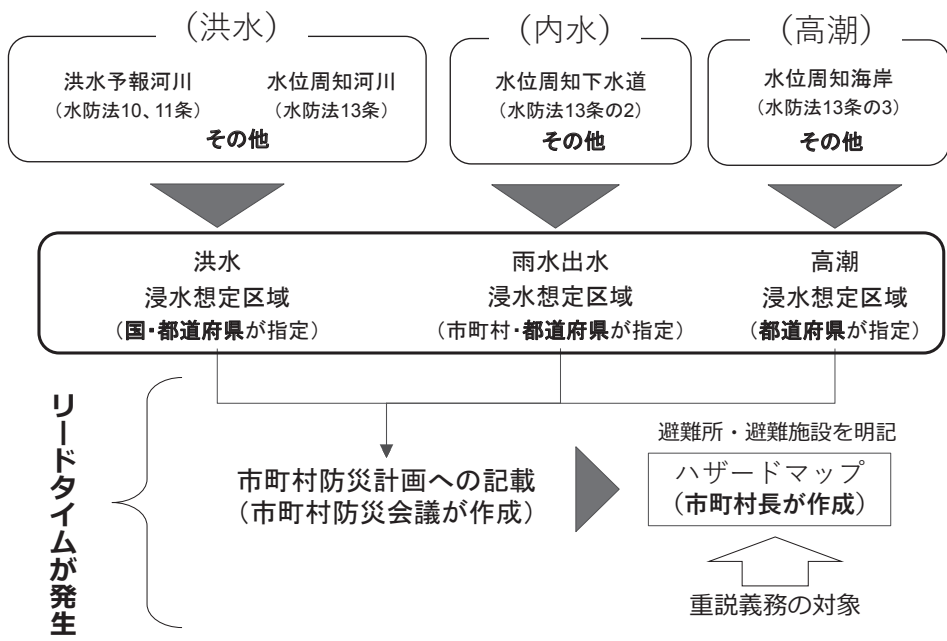 （洪水）
洪水予報河川
（水防法10、11条）
水位周知河川
（水防法13条）
その他
（内水）
水位周知下水道
（水防法13条の2）
その他
（高潮）
水位周知海岸
（水防法13条の3）
その他
洪水
浸水想定区域
（国・都道府県が指定）
雨水出水
浸水想定区域
（市町村・都道府県が指定）
高潮
浸水想定区域
（都道府県が指定）
リードタイムが発生
市町村防災計画への記載
（市町村防災会議が作成）
避難所・避難施設を明記
ハザードマップ
（市町村長が作成）
重説義務の対象